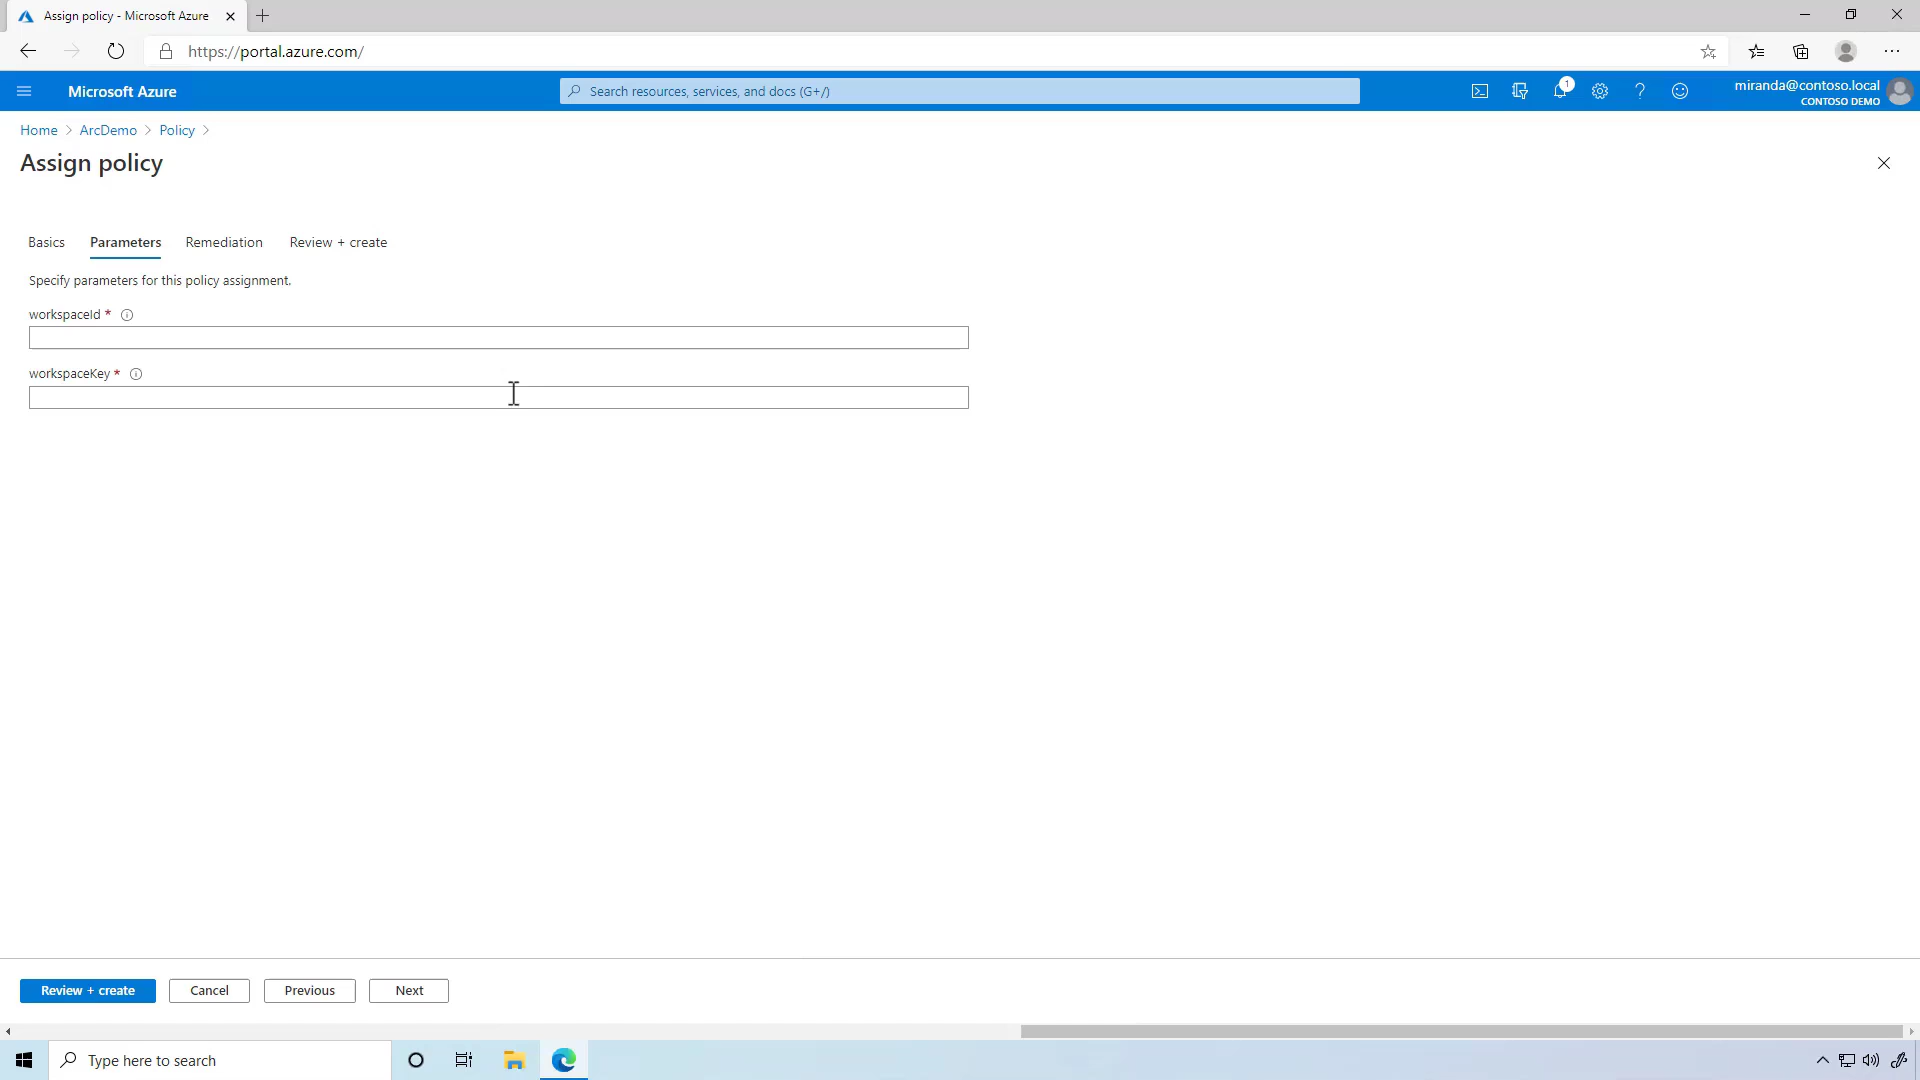 Assign policy - Microsoft Azure
https://portal.azure.com/
Microsoft Azure
Search resources, services, and docs (G+/)
1
miranda@contoso.local
CONTOSO DEMO
Home > ArcDemo > Policy >
Assign policy
Basics Parameters Remediation Review + create
Specify parameters for this policy assignment.
workspaceId *
workspaceKey *
Review + create Cancel Previous Next
Type here to search